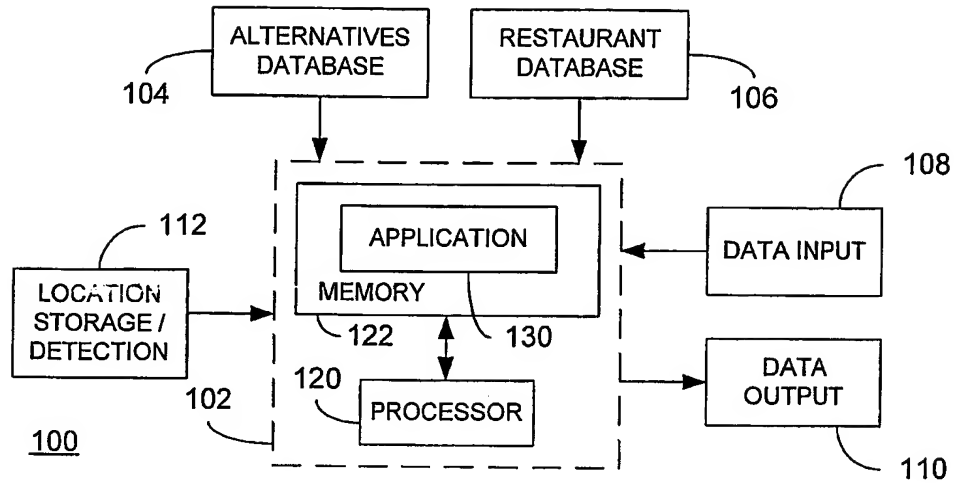 ALTERNATIVES
DATABASE
104
RESTAURANT
DATABASE
106
108
112
APPLICATION
DATA INPUT
MEMORY
LOCATION
STORAGE /
DETECTION
122
130
120
PROCESSOR
DATA
OUTPUT
102
100
110